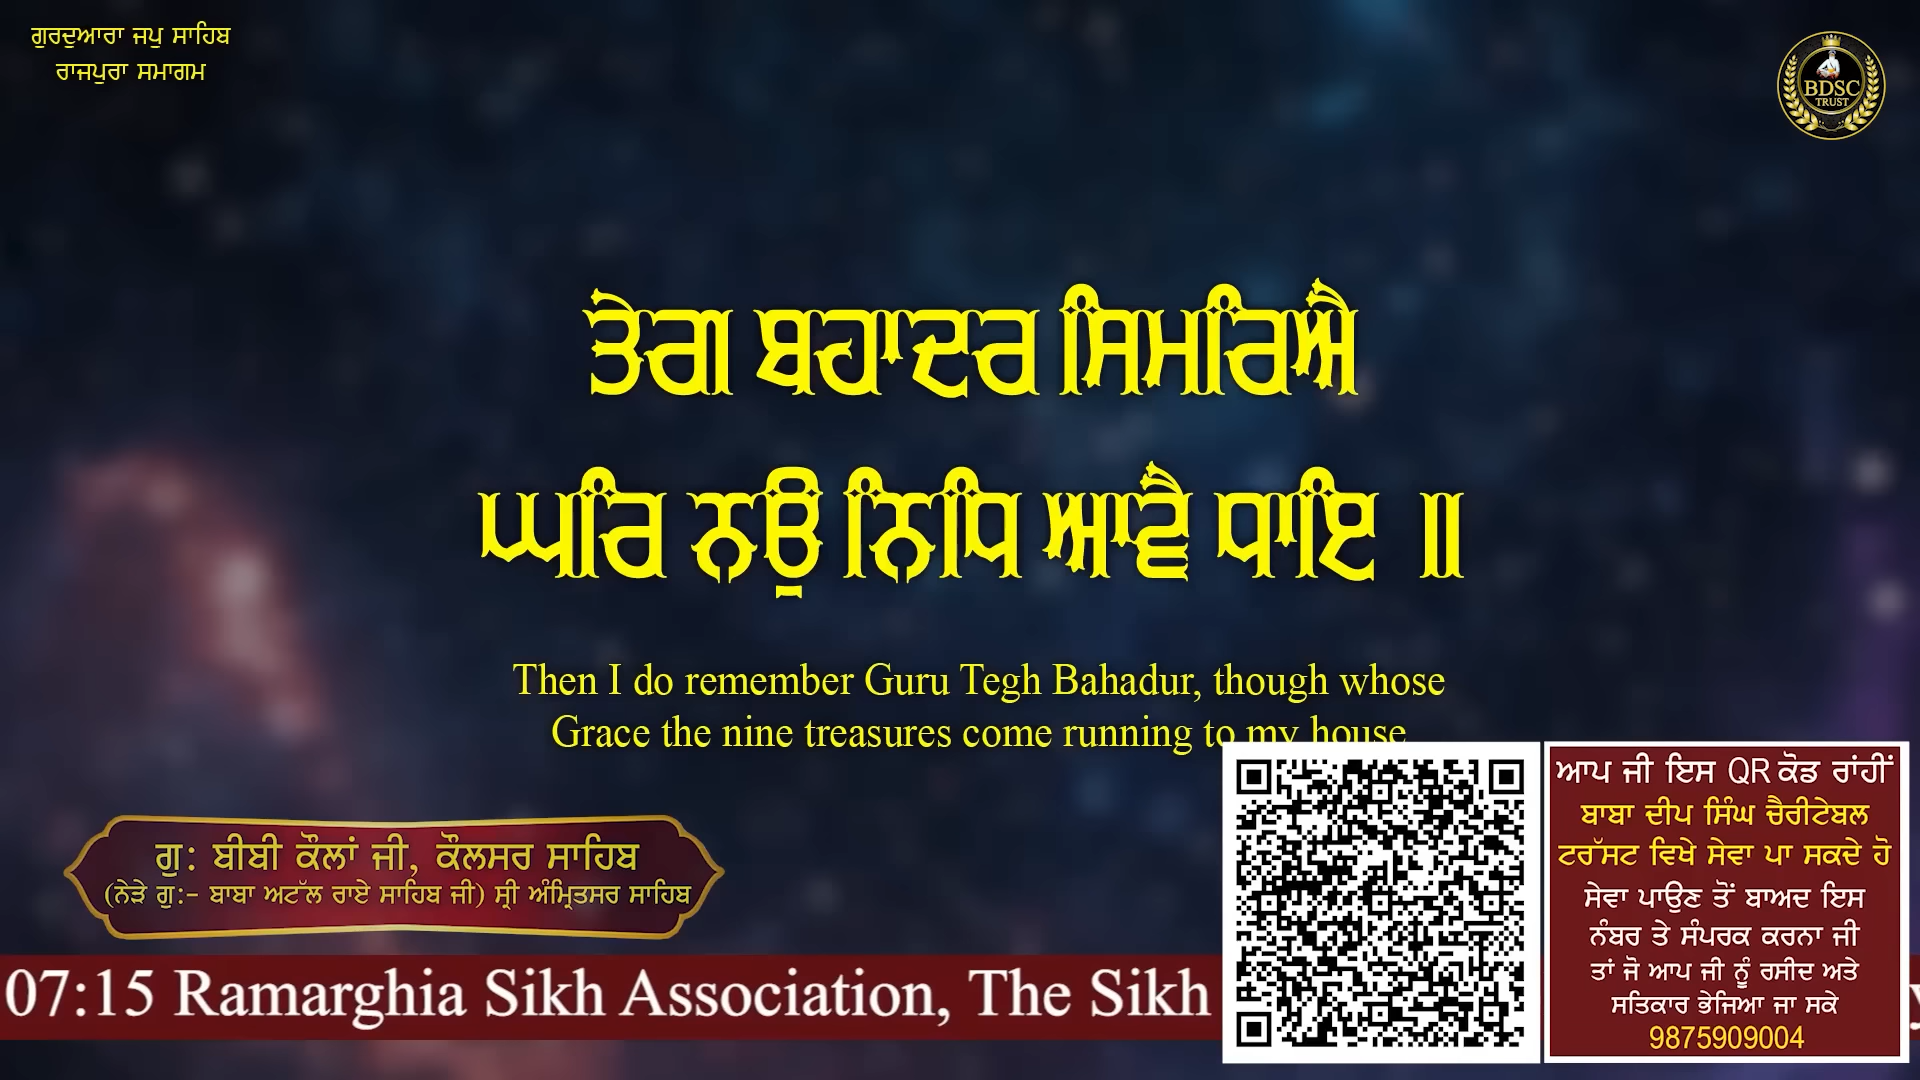 ਗੁਰਦੁਆਰਾ ਜਪੁ ਸਾਹਿਬ
ਰਾਜਪੁਰਾ ਸਮਾਗਮ
BDSC
TRUST
ਤੇਗ ਬਹਾਦਰ ਸਿਮਰਿਐ
ਘਰਿ ਨਉ ਨਿਧਿ ਆਵੈ ਧਾਇ ॥
Then I do remember Guru Tegh Bahadur, though whose
Grace the nine treasures come running to my house
ਗੁ: ਬੀਬੀ ਕੌਲਾਂ ਜੀ, ਕੌਲਸਰ ਸਾਹਿਬ
(ਨੇੜੇ ਗੁ:- ਬਾਬਾ ਅਟੱਲ ਰਾਏ ਸਾਹਿਬ ਜੀ) ਸ੍ਰੀ ਅੰਮ੍ਰਿਤਸਰ ਸਾਹਿਬ
07:15 Ramarghia Sikh Association, The Sikh
ਆਪ ਜੀ ਇਸ QR ਕੋਡ ਰਾਂਹੀਂ
ਬਾਬਾ ਦੀਪ ਸਿੰਘ ਚੈਰੀਟੇਬਲ
ਟਰੱਸਟ ਵਿਖੇ ਸੇਵਾ ਪਾ ਸਕਦੇ ਹੋ
ਸੇਵਾ ਪਾਉਣ ਤੋਂ ਬਾਅਦ ਇਸ
ਨੰਬਰ ਤੇ ਸੰਪਰਕ ਕਰਨਾ ਜੀ
ਤਾਂ ਜੋ ਆਪ ਜੀ ਨੂੰ ਰਸੀਦ ਅਤੇ
ਸਤਿਕਾਰ ਭੇਜਿਆ ਜਾ ਸਕੇ
9875909004